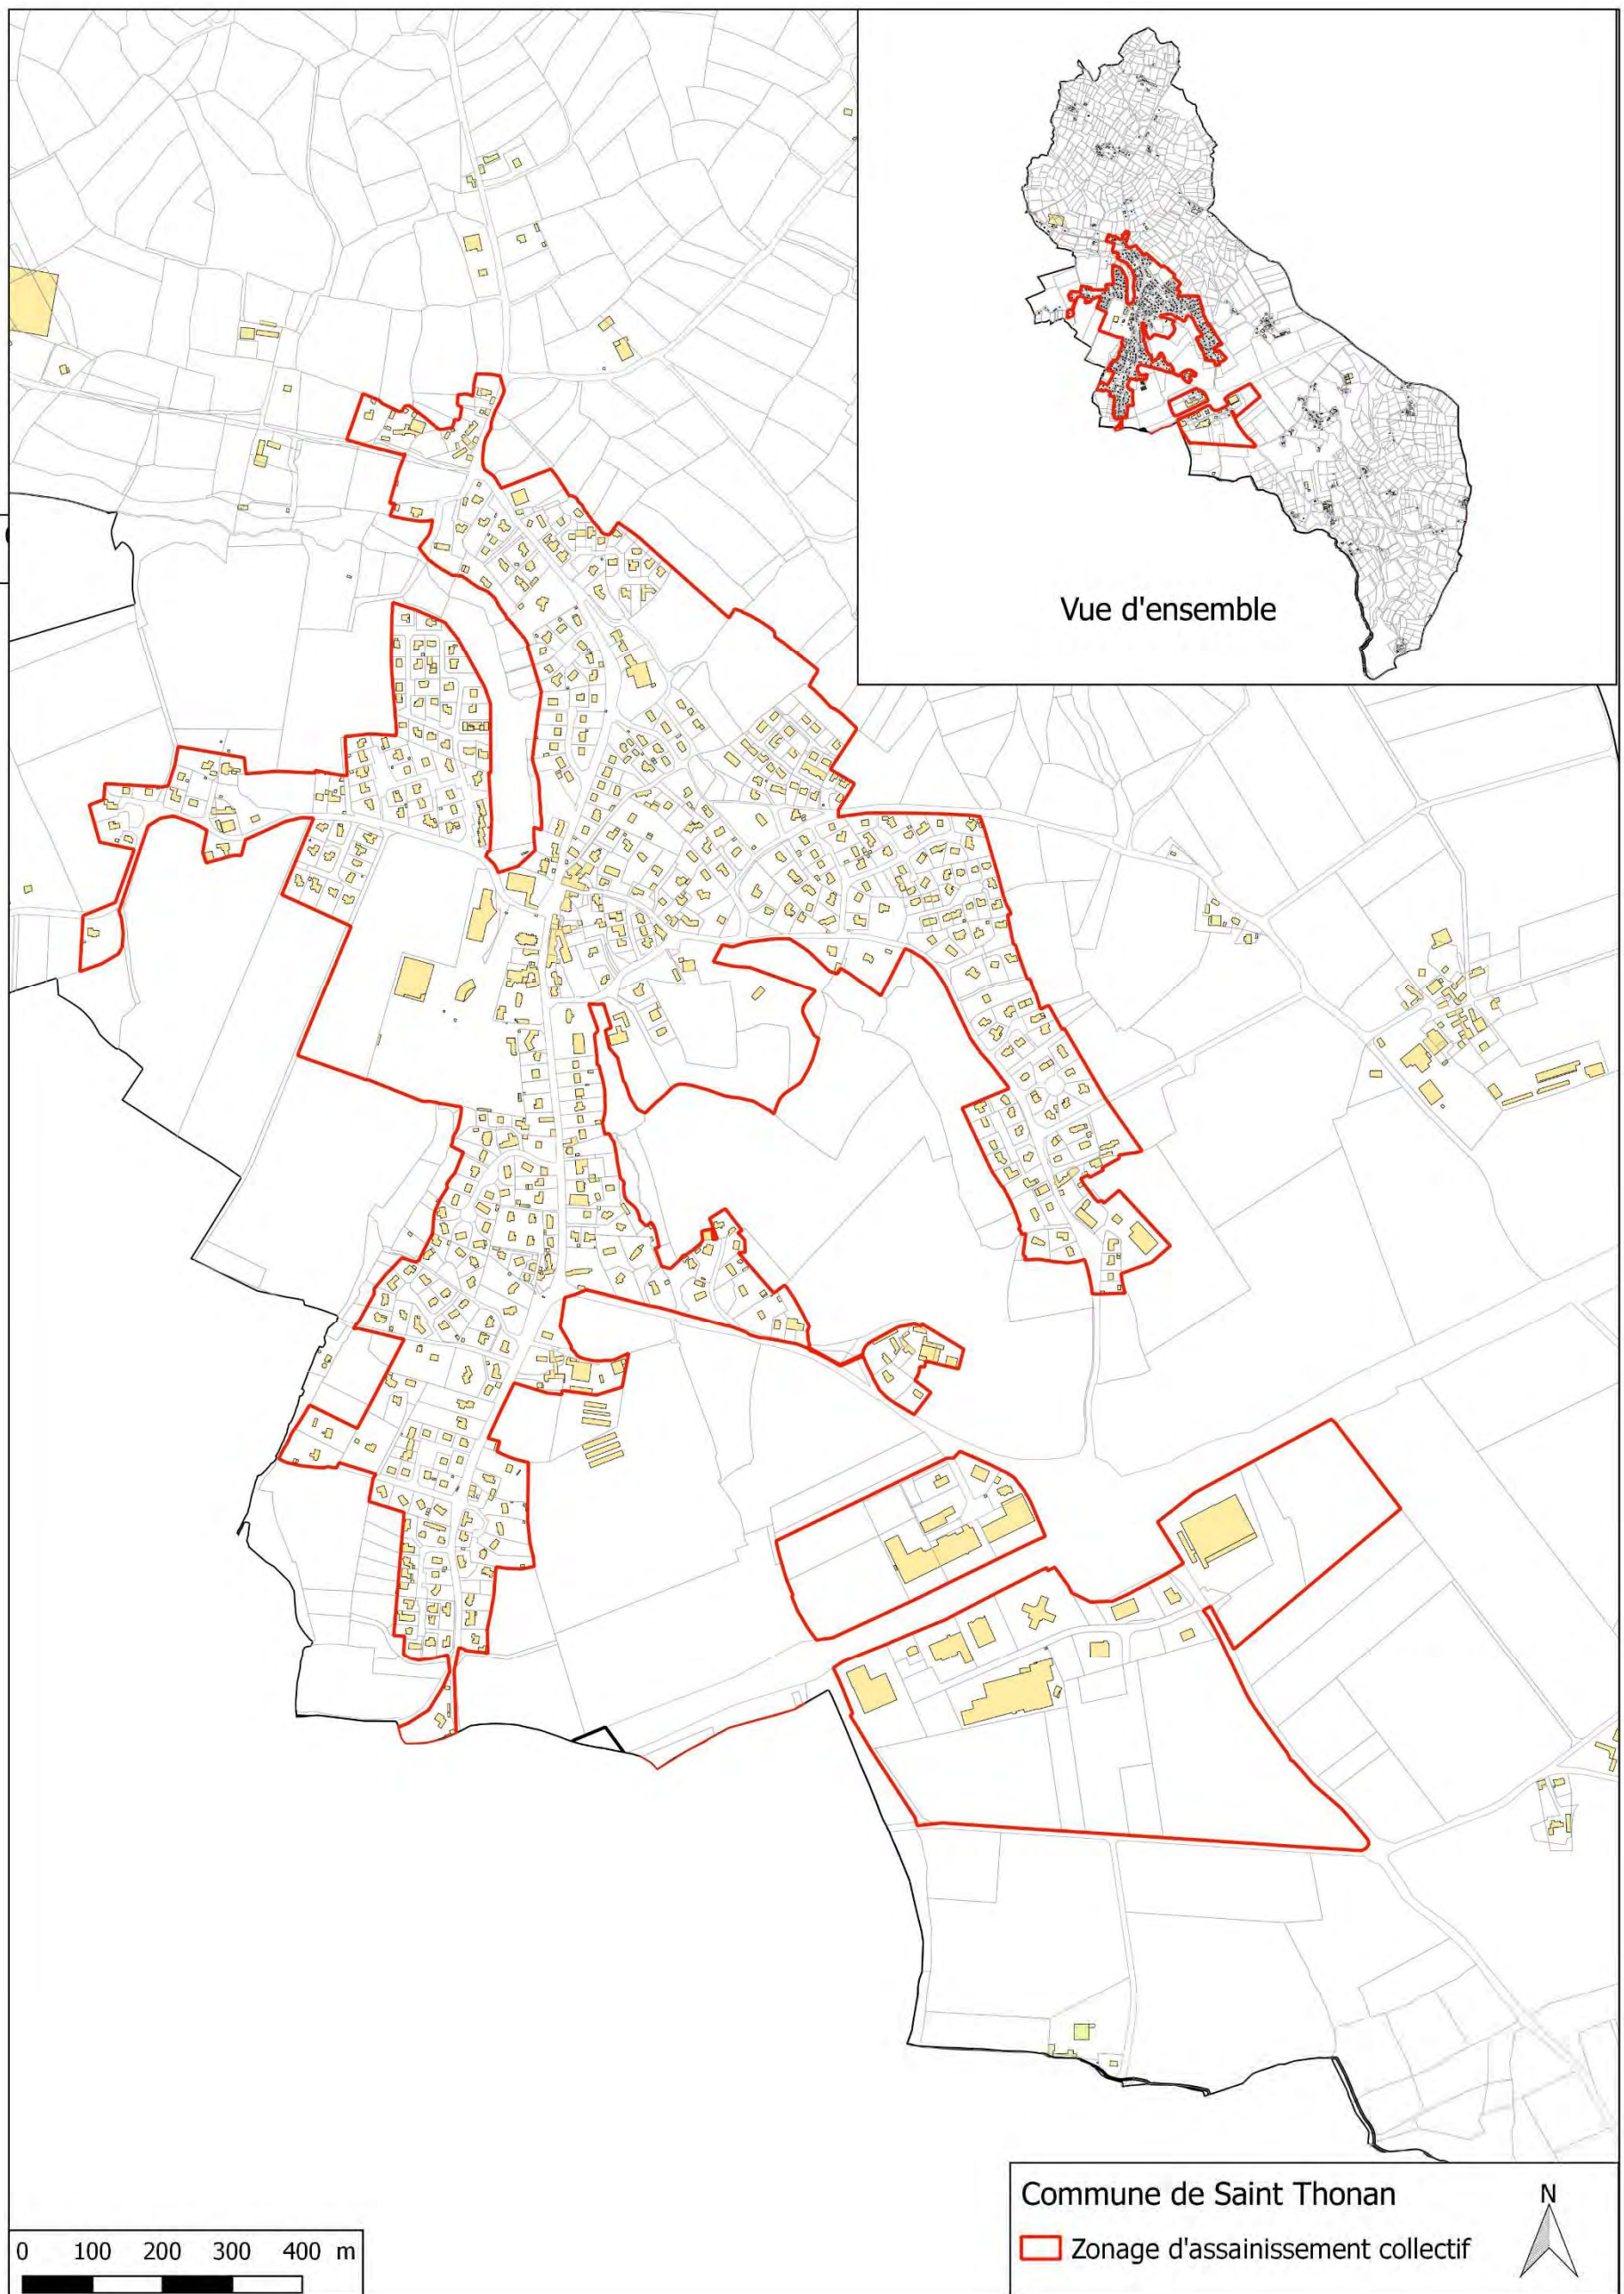 Vue d'ensemble
Commune de Saint Thonan
N
Zonage d'assainissement collectif
0 100 200 300 400 m